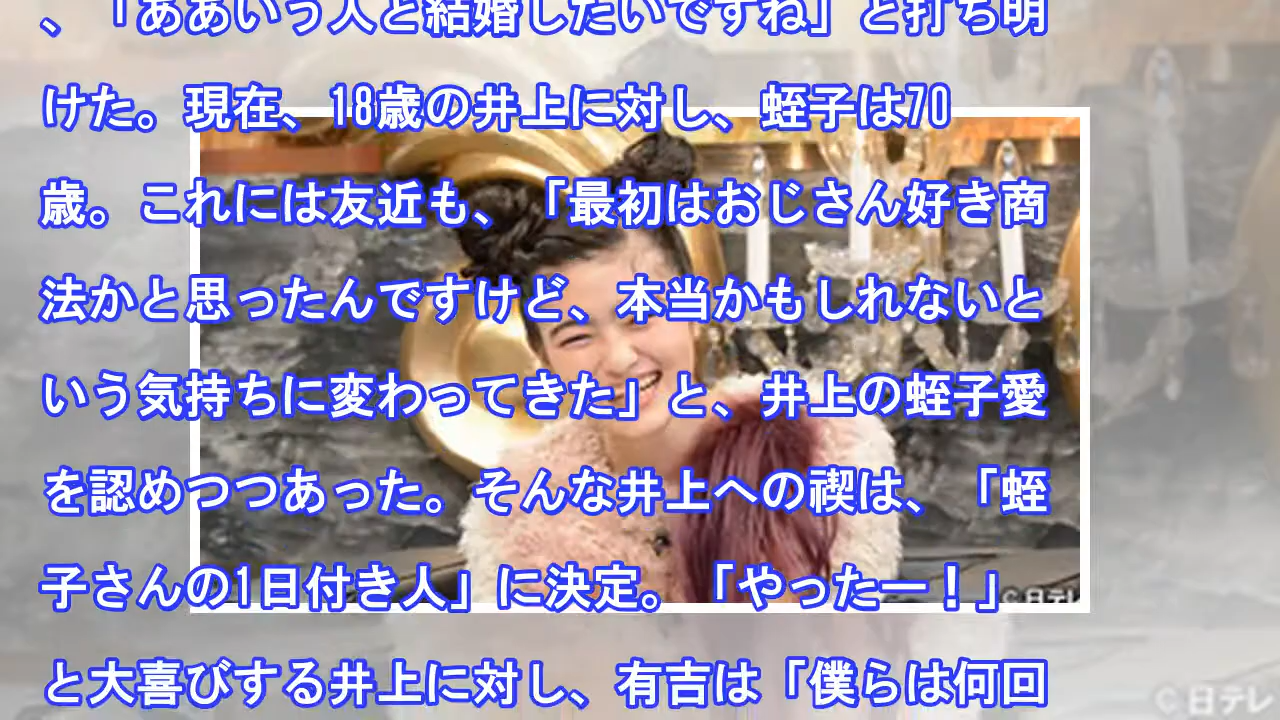 、「ああいう人と結婚したいですね」と打ち明
けた。現在、18歳の井上に対し、蛭子は70
歳。これには友近も、「最初はおじさん好き商
法かと思ったんですけど、本当かもしれないと
いう気持ちに変わってきた」と、井上の蛭子愛
を認めつつあった。そんな井上への禊は、「蛭
子さんの1日付き人」に決定。「やったー！」
©日テレ
と大喜びする井上に対し、有吉は「僕らは何回
©日テレ